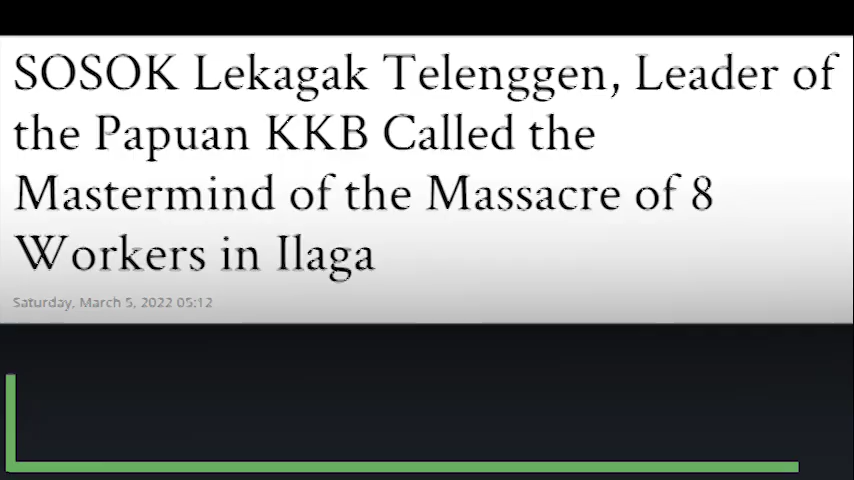 SOSOK Lekagak Telenggen, Leader of
the Papuan KKB Called the
Mastermind of the Massacre of 8
Workers in Ilaga
Saturday, March 5, 2022 05:12